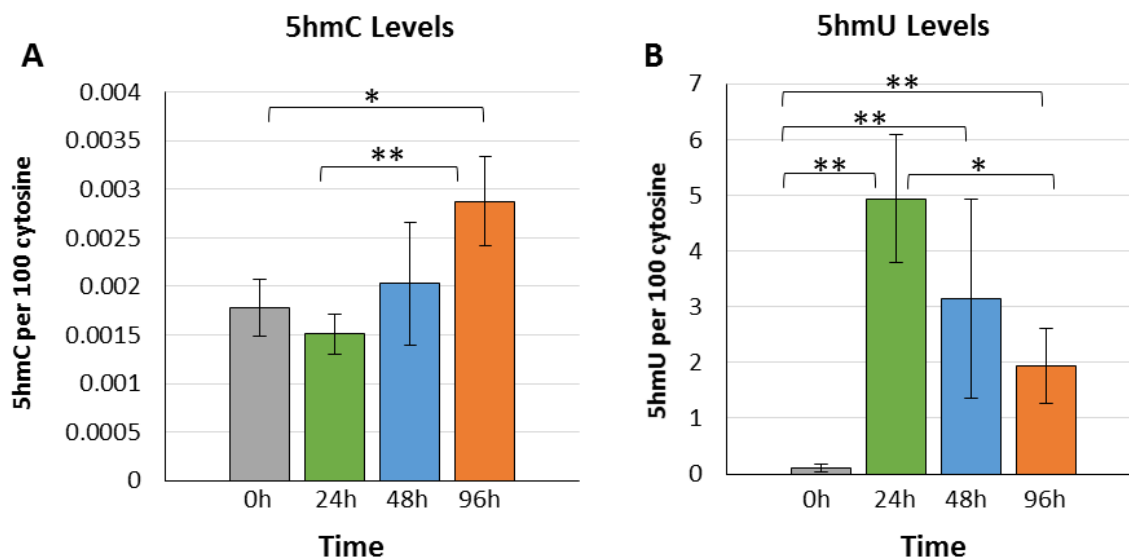 5hmC Levels
A
5hmC per 100 cytosine
0.004
0.0035
0.003
0.0025
0.002
0.0015
0.001
0.0005
0
*
**
0h 24h 48h 96h
Time
5hmU Levels
B
5hmU per 100 cytosine
7
6
5
4
3
2
1
0
**
**
** *
0h 24h 48h 96h
Time